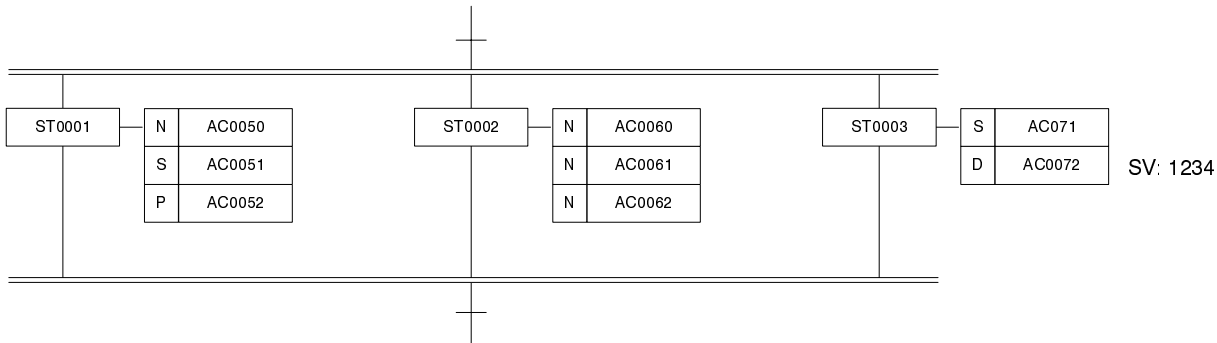 ST0001 N AC0050 ST0002 N AC0060 ST0003 S AC071
S AC0051 N AC0061 D AC0072 SV: 1234
P AC0052 N AC0062